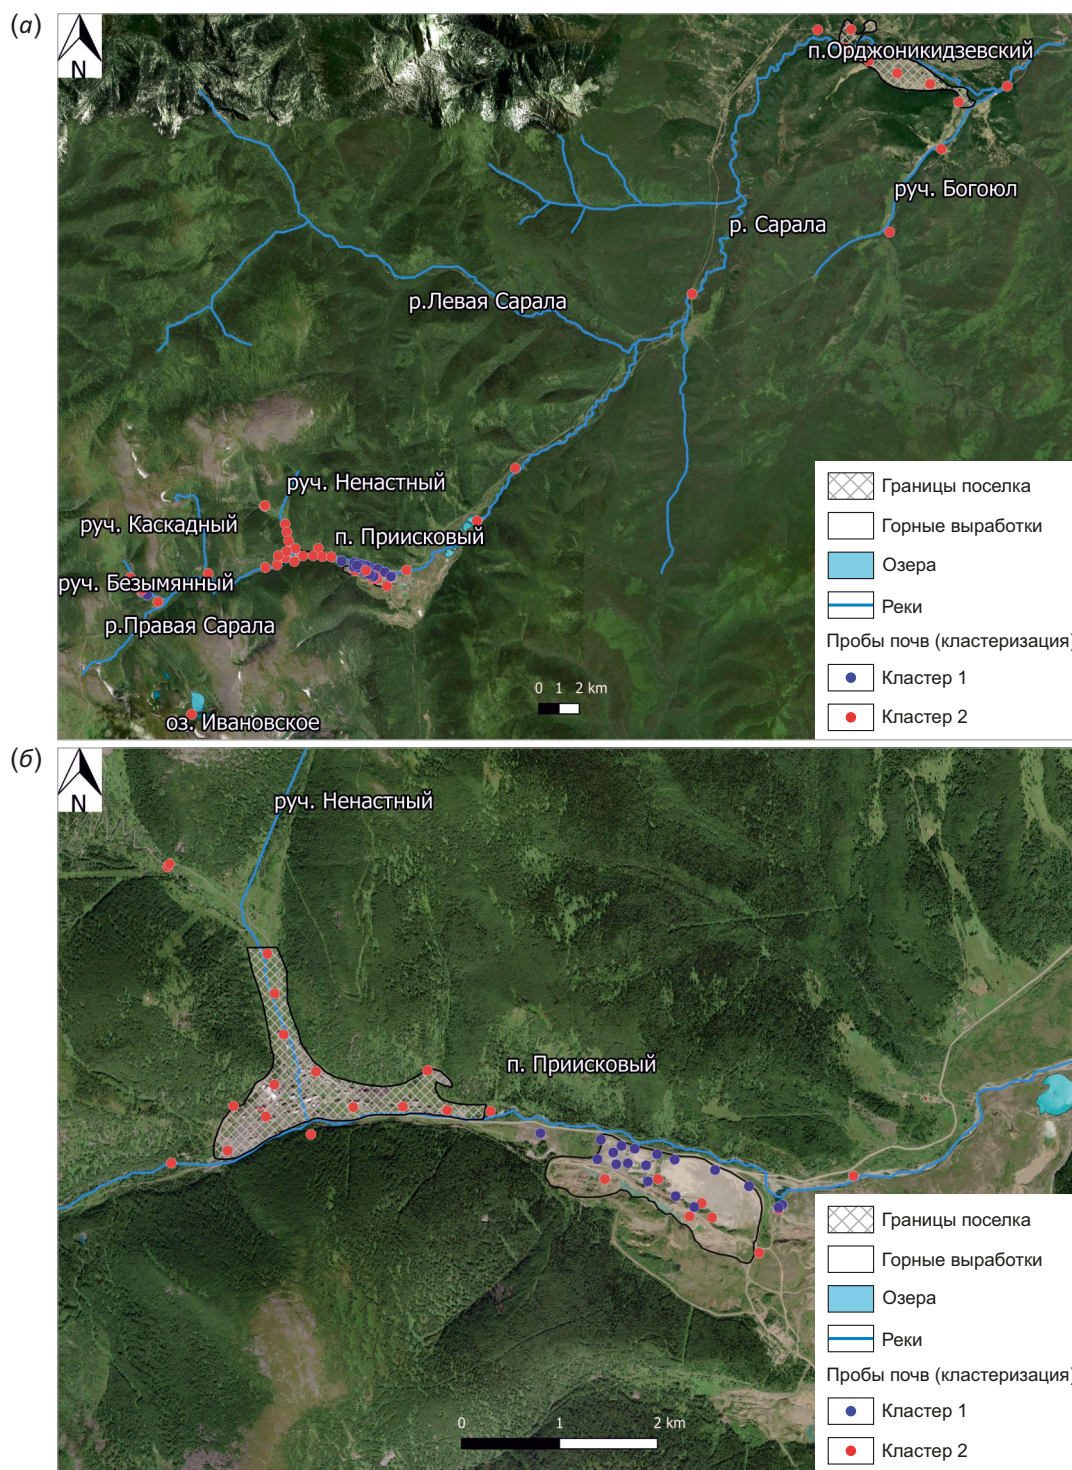 (а)
N
п.Орджоникидзевский
руч. Богоюл
р. Сарала
р.Левая Сарала
руч. Ненастный
руч. Каскадный
п. Приисковый
руч. Безымянный
р.Правая Сарала
оз. Ивановское
0 1 2 km
Границы поселка
Горные выработки
Озера
Реки
Пробы почв (кластеризация)
Кластер 1
Кластер 2
(б)
N
руч. Ненастный
п. Приисковый
0 1 2 km
Границы поселка
Горные выработки
Озера
Реки
Пробы почв (кластеризация)
Кластер 1
Кластер 2